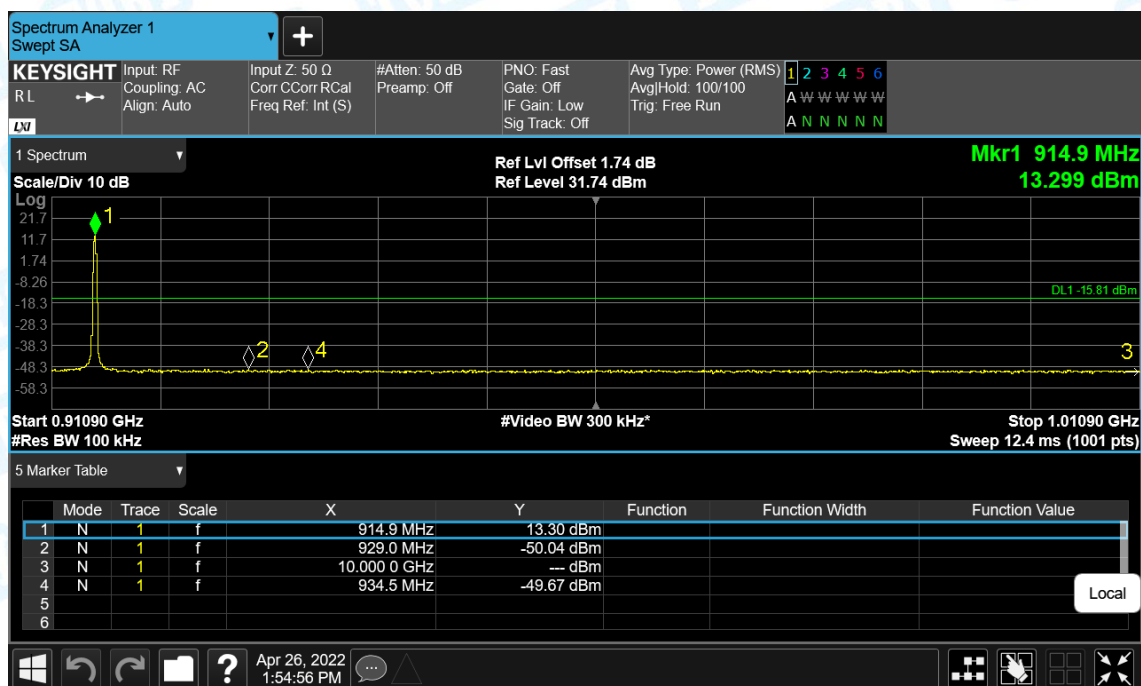 Spectrum Analyzer 1
Swept SA
+
KEYSIGHT
R L
LXI
Input: RF
Coupling: AC
Align: Auto
Input Z: 50 Ω
Corr CCorr RCal
Freq Ref: Int (S)
#Atten: 50 dB
Preamp: Off
PNO: Fast
Gate: Off
IF Gain: Low
Sig Track: Off
Avg Type: Power (RMS)
Avg|Hold: 100/100
Trig: Free Run
1 2 3 4 5 6
A W W W W W
A N N N N N
1 Spectrum
Scale/Div 10 dB
Ref Lvl Offset 1.74 dB
Ref Level 31.74 dBm
Mkr1 914.9 MHz
13.299 dBm
Log
21.7
11.7
1.74
-8.26
-18.3
-28.3
-38.3
-48.3
-58.3
1
DL1 -15.81 dBm
2
4
3
Start 0.91090 GHz
#Video BW 300 kHz*
Stop 1.01090 GHz
#Res BW 100 kHz
Sweep 12.4 ms (1001 pts)
5 Marker Table
Mode Trace Scale X Y Function Function Width Function Value
1 N 1 f 914.9 MHz 13.30 dBm
2 N 1 f 929.0 MHz -50.04 dBm
3 N 1 f 10.000 0 GHz --- dBm
4 N 1 f 934.5 MHz -49.67 dBm
5
6
Local
?
Apr 26, 2022
1:54:56 PM